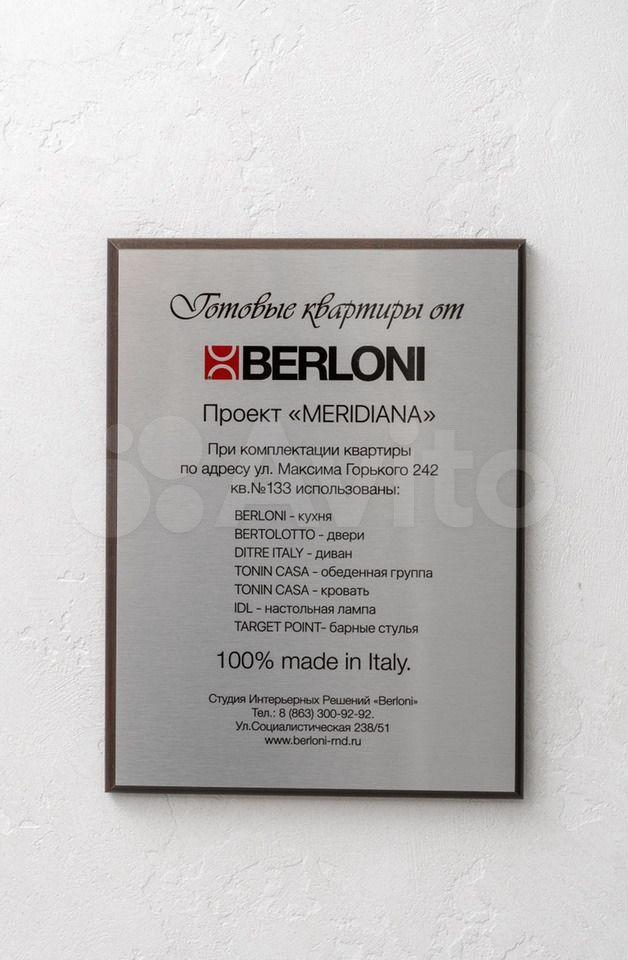 Готовые квартиры от
BERLONI
Проект «MERIDIANA»
При комплектации квартиры
по адресу ул. Максима Горького 242
кв.№133 использованы:
BERLONI - кухня
BERTOLOTTO - двери
DITRE ITALY - диван
TONIN CASA - обеденная группа
TONIN CASA - кровать
IDL - настольная лампа
TARGET POINT- барные стулья
100% made in Italy.
Студия Интерьерных Решений «Berloni»
Тел.: 8 (863) 300-92-92.
Ул.Социалистическая 238/51
www.berloni-rnd.ru
Avito